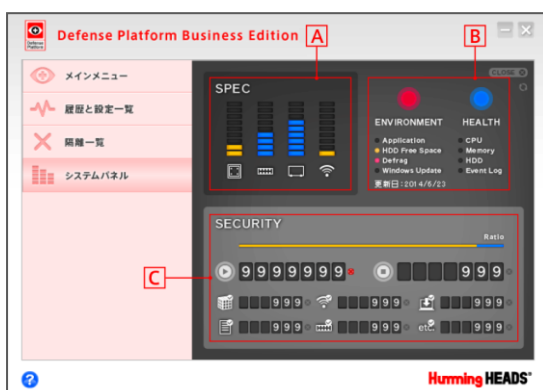 Defense Platform
Defense Platform Business Edition
A
B
メインメニュー
履歴と設定一覧
隔離一覧
システムパネル
CLOSE
SPEC
ENVIRONMENT
HEALTH
Application
HDD Free Space
Defrag
Windows Update
更新日:2014/6/23
CPU
Memory
HDD
Event Log
SECURITY
Ratio
C
9999999
999
999
999
999
999
999
etc.
999
Humming HEADS